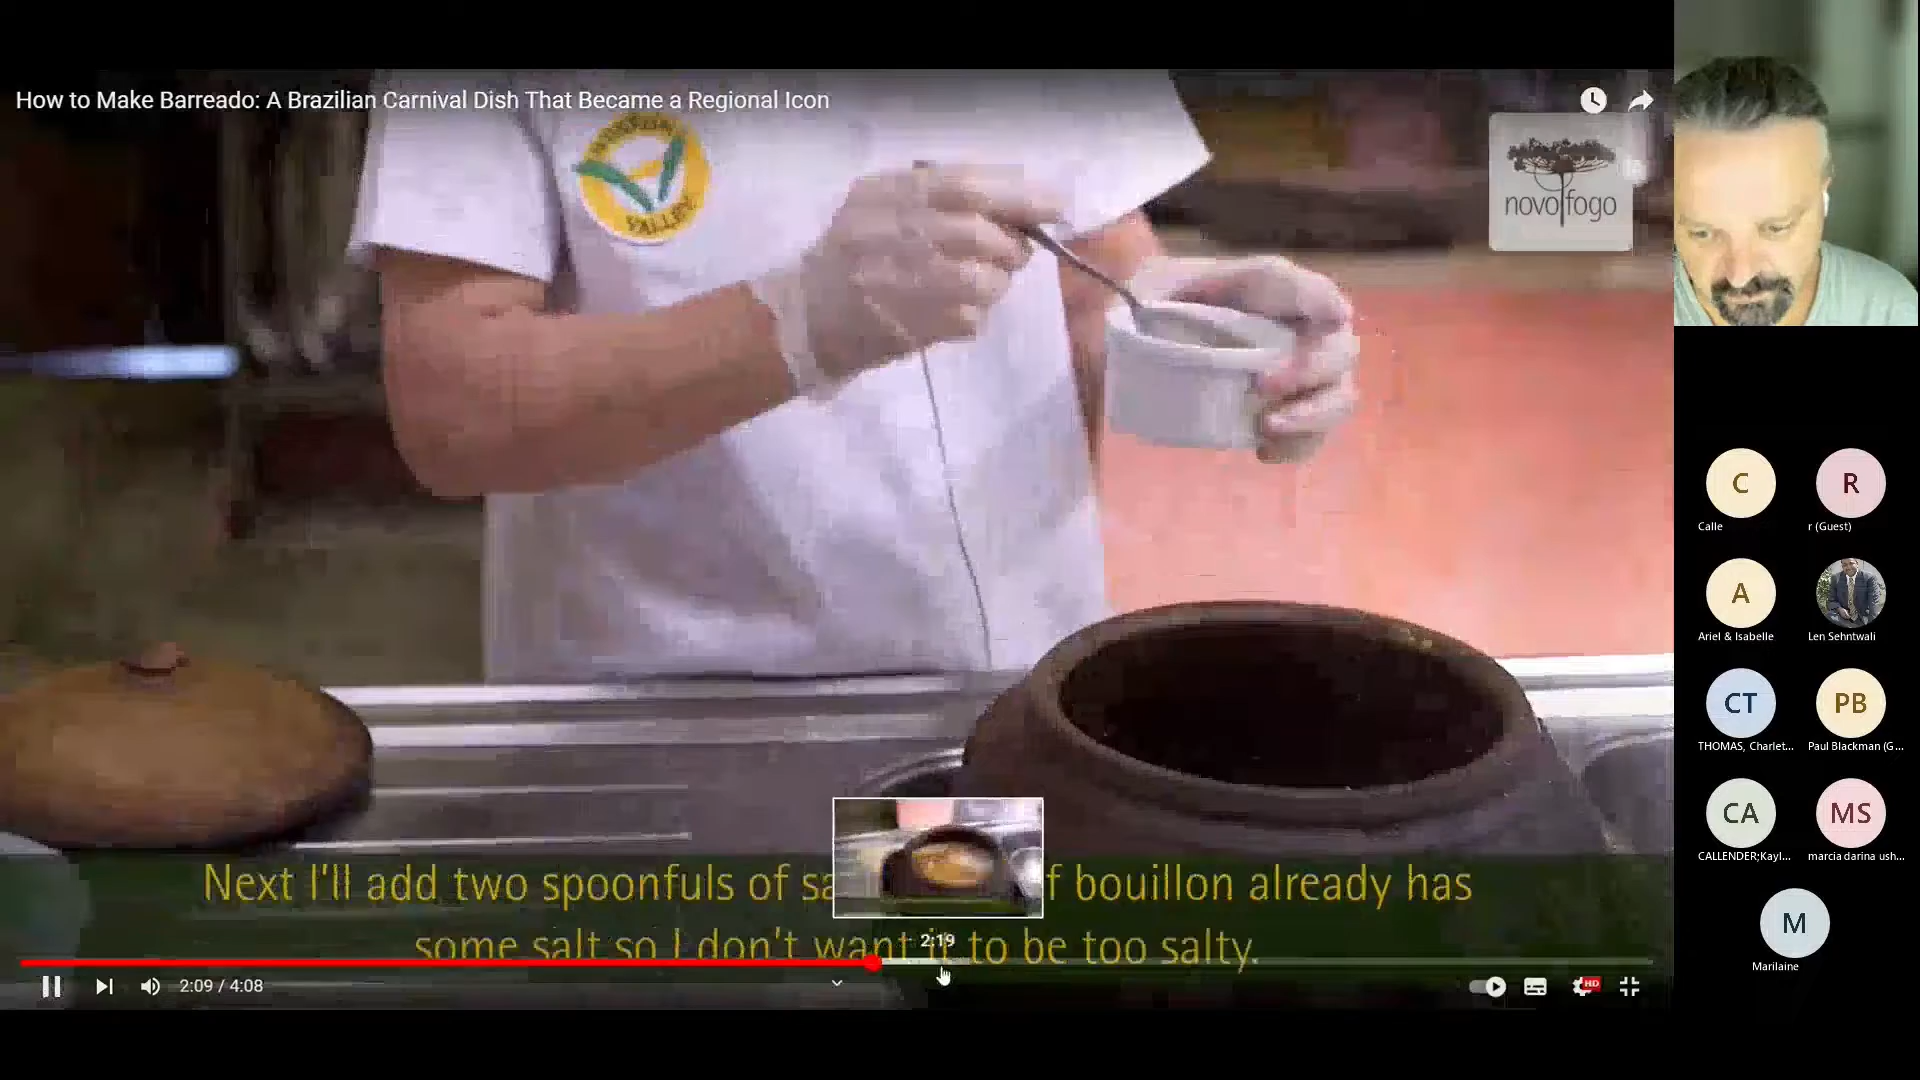 How to Make Barreado: A Brazilian Carnival Dish That Became a Regional Icon
novo fogo
VALLEY
Next I'll add two spoonfuls of sa
f bouillon already has
some salt so I don't want it to be too salty.
2:19
2:09 / 4:08
HD
C
Calle
R
r (Guest)
A
Ariel & Isabelle
Len Sehntwali
CT
THOMAS, Charlet...
PB
Paul Blackman (G...
CA
CALLENDER;Kayl...
MS
marcia darina ush...
M
Marilaine